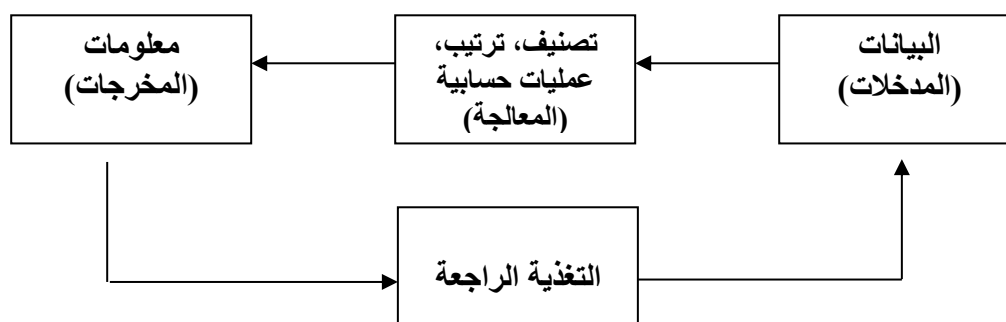 البيانات
(المدخلات)
تصنيف، ترتيب،
عمليات حسابية
(المعالجة)
معلومات
(المخرجات)
التغذية الراجعة